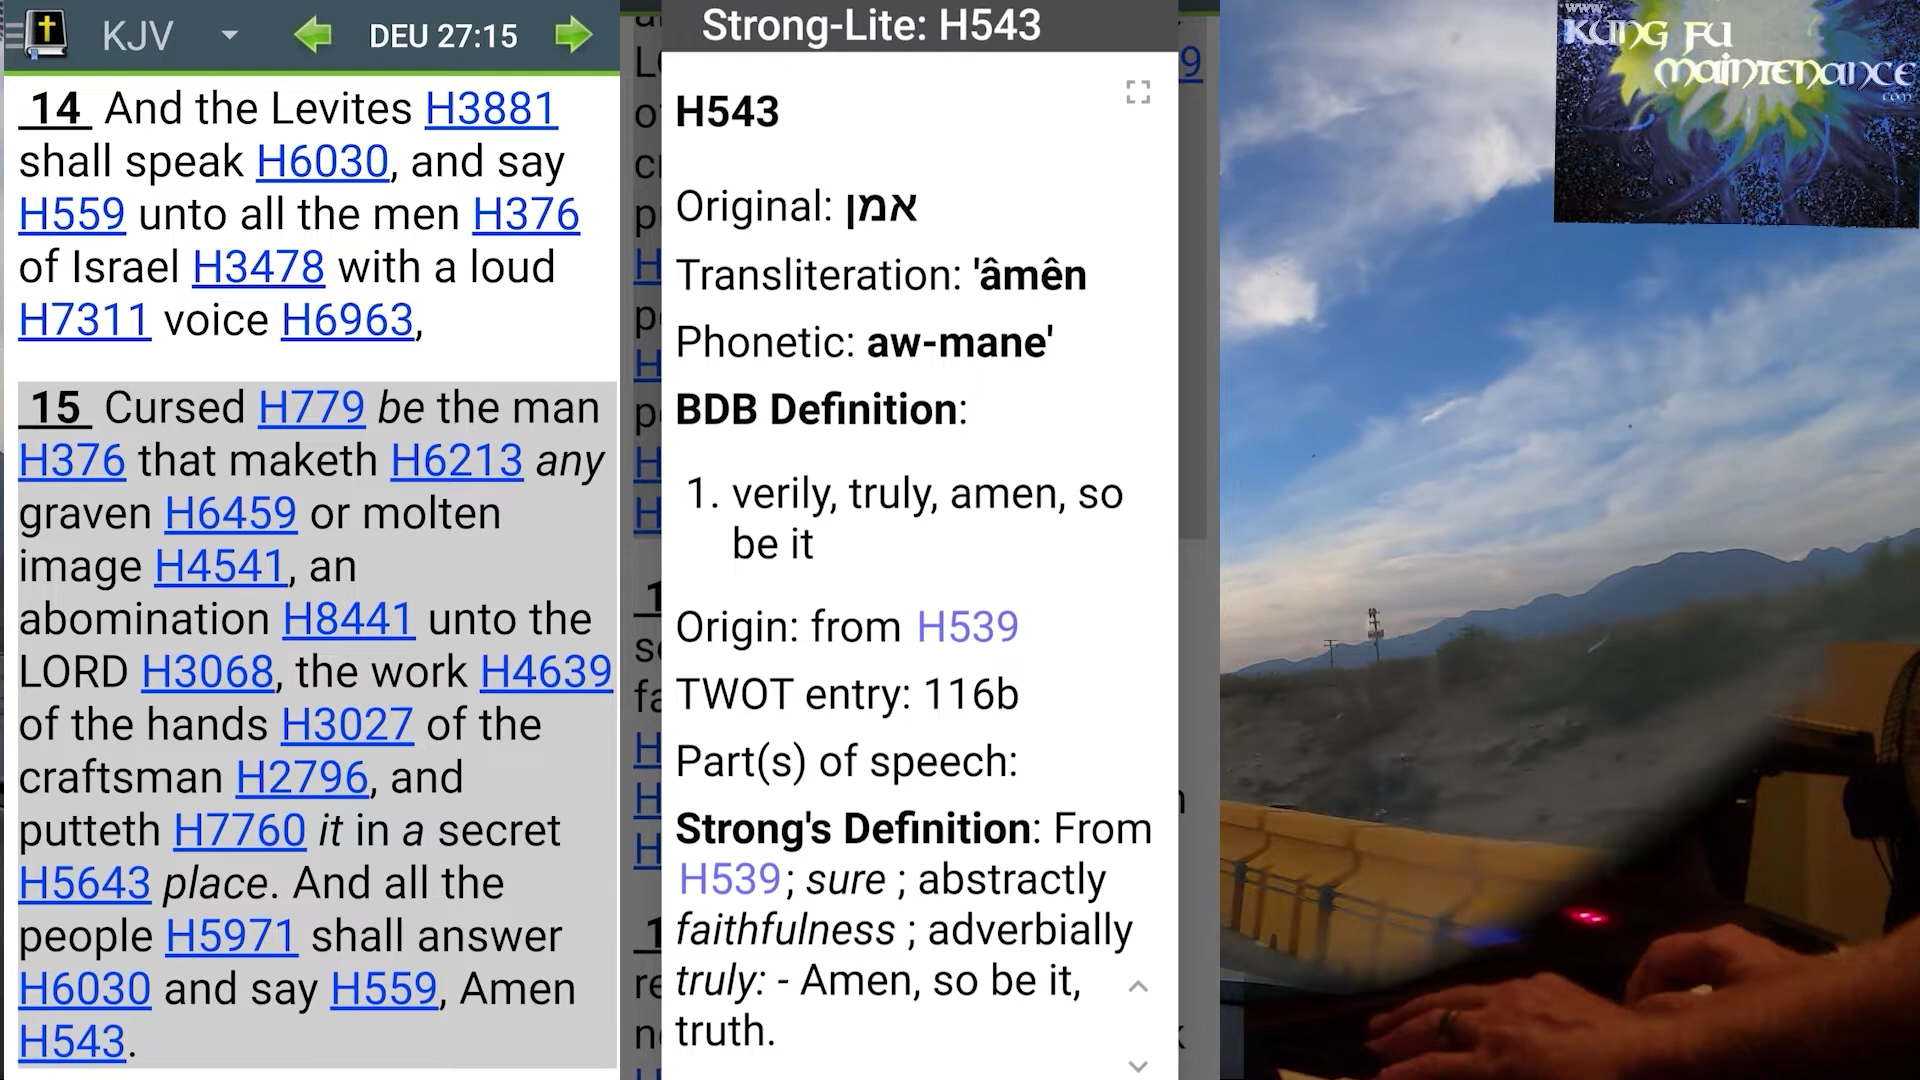 KJV
DEU 27:15
14 And the Levites H3881
shall speak H6030, and say
H559 unto all the men H376
of Israel H3478 with a loud
H7311 voice H6963,
15 Cursed H779 be the man
H376 that maketh H6213 any
graven H6459 or molten
image H4541, an
abomination H8441 unto the
LORD H3068, the work H4639
of the hands H3027 of the
craftsman H2796, and
putteth H7760 it in a secret
H5643 place. And all the
people H5971 shall answer
H6030 and say H559, Amen
H543.
Strong-Lite: H543
H543
Original: אמן
Transliteration: 'âmên
Phonetic: aw-mane'
BDB Definition:
1. verily, truly, amen, so
be it
Origin: from H539
TWOT entry: 116b
Part(s) of speech:
Strong's Definition: From
H539; sure ; abstractly
faithfulness ; adverbially
truly: - Amen, so be it,
truth.
www
Kung Fu
Maintenance
.com